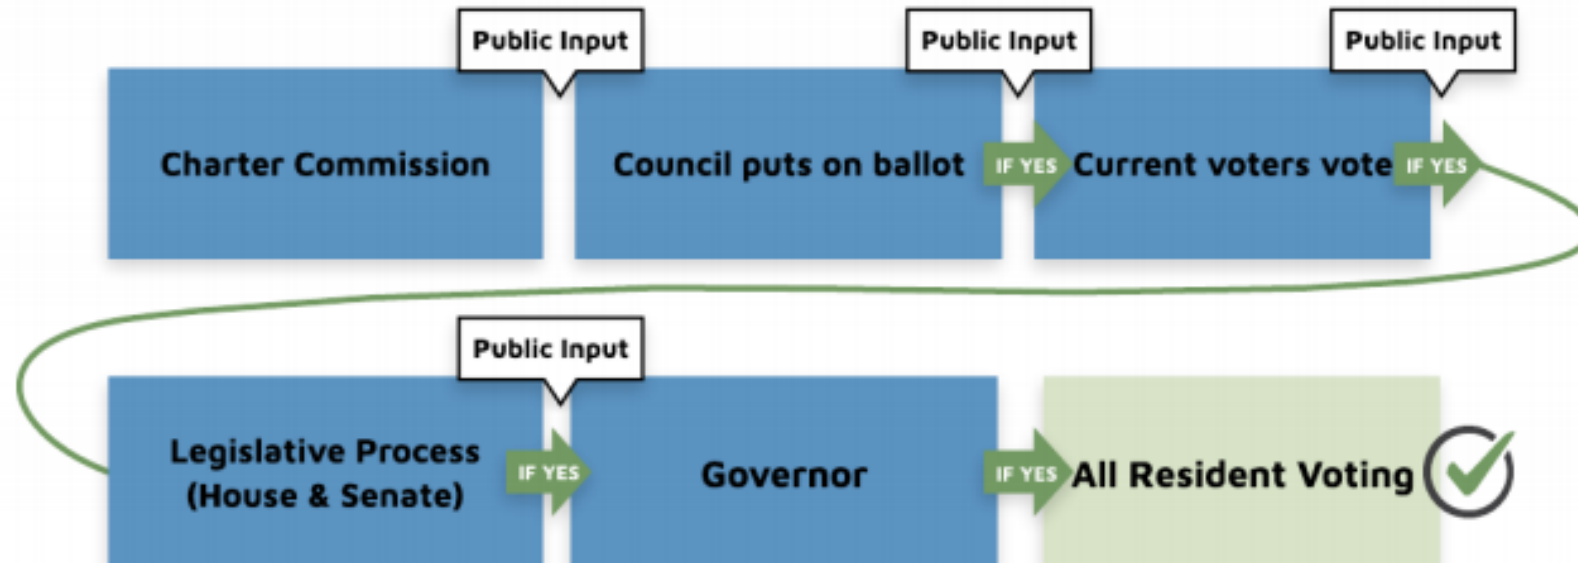 Public Input
Public Input
Public Input
Charter Commission
Council puts on ballot
IF YES
Current voters vote
IF YES
Public Input
Legislative Process
(House & Senate)
IF YES
Governor
IF YES
All Resident Voting